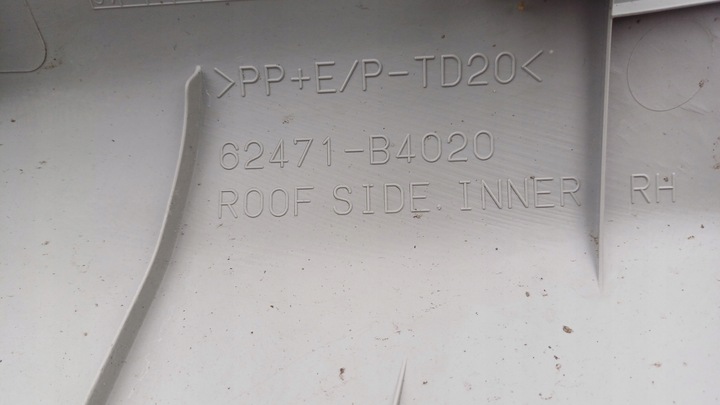 >PP+E/P-TD20<
62471-B4020
ROOF SIDE. INNER RH